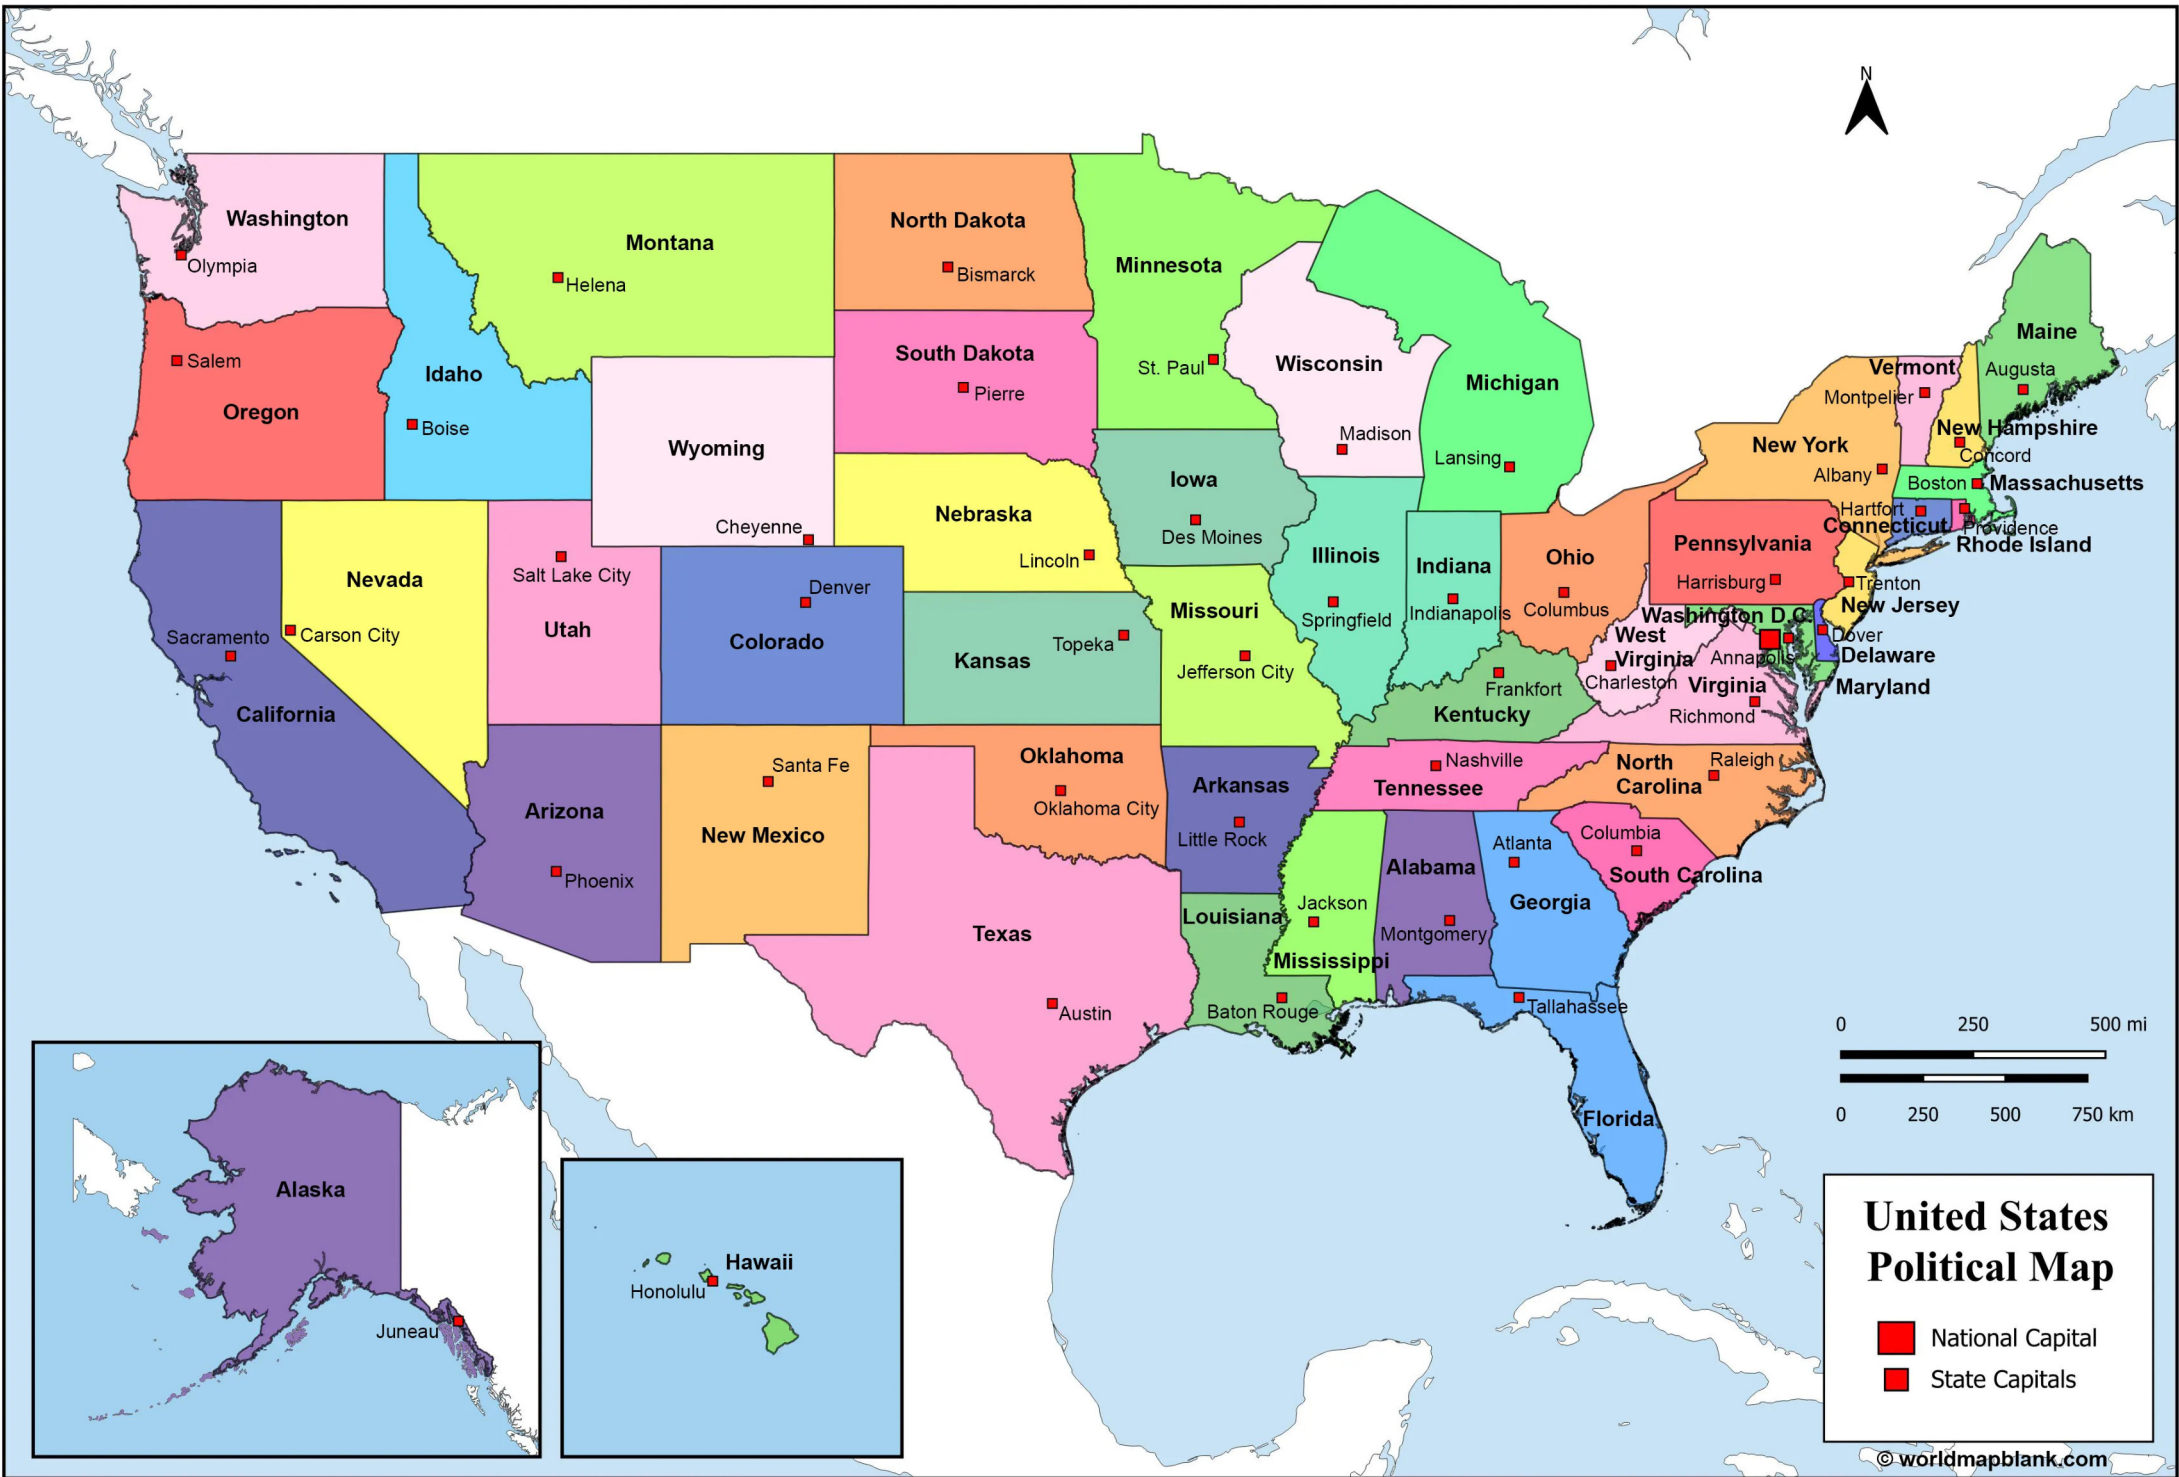 N
Washington
Olympia
Montana
Helena
North Dakota
Bismarck
Minnesota
St. Paul
Oregon
Salem
Idaho
Boise
South Dakota
Pierre
Wisconsin
Madison
Michigan
Lansing
Maine
Augusta
Vermont
Montpelier
New Hampshire
Concord
New York
Albany
Boston
Massachusetts
Hartford
Connecticut
Providence
Rhode Island
Wyoming
Cheyenne
Nebraska
Lincoln
Iowa
Des Moines
Illinois
Springfield
Indiana
Indianapolis
Ohio
Columbus
Pennsylvania
Harrisburg
Trenton
New Jersey
Washington D.C.
Dover
Delaware
Annapolis
Maryland
Nevada
Carson City
Utah
Salt Lake City
Colorado
Denver
Kansas
Topeka
Missouri
Jefferson City
Kentucky
Frankfort
West
Virginia
Charleston
Virginia
Richmond
California
Sacramento
Arizona
Phoenix
New Mexico
Santa Fe
Oklahoma
Oklahoma City
Arkansas
Little Rock
Tennessee
Nashville
North
Carolina
Raleigh
Columbia
South Carolina
Texas
Austin
Louisiana
Baton Rouge
Jackson
Mississippi
Alabama
Montgomery
Atlanta
Georgia
Tallahassee
Florida
Alaska
Juneau
Hawaii
Honolulu
0 250 500 mi
0 250 500 750 km
United States
Political Map
National Capital
State Capitals
© worldmapblank.com